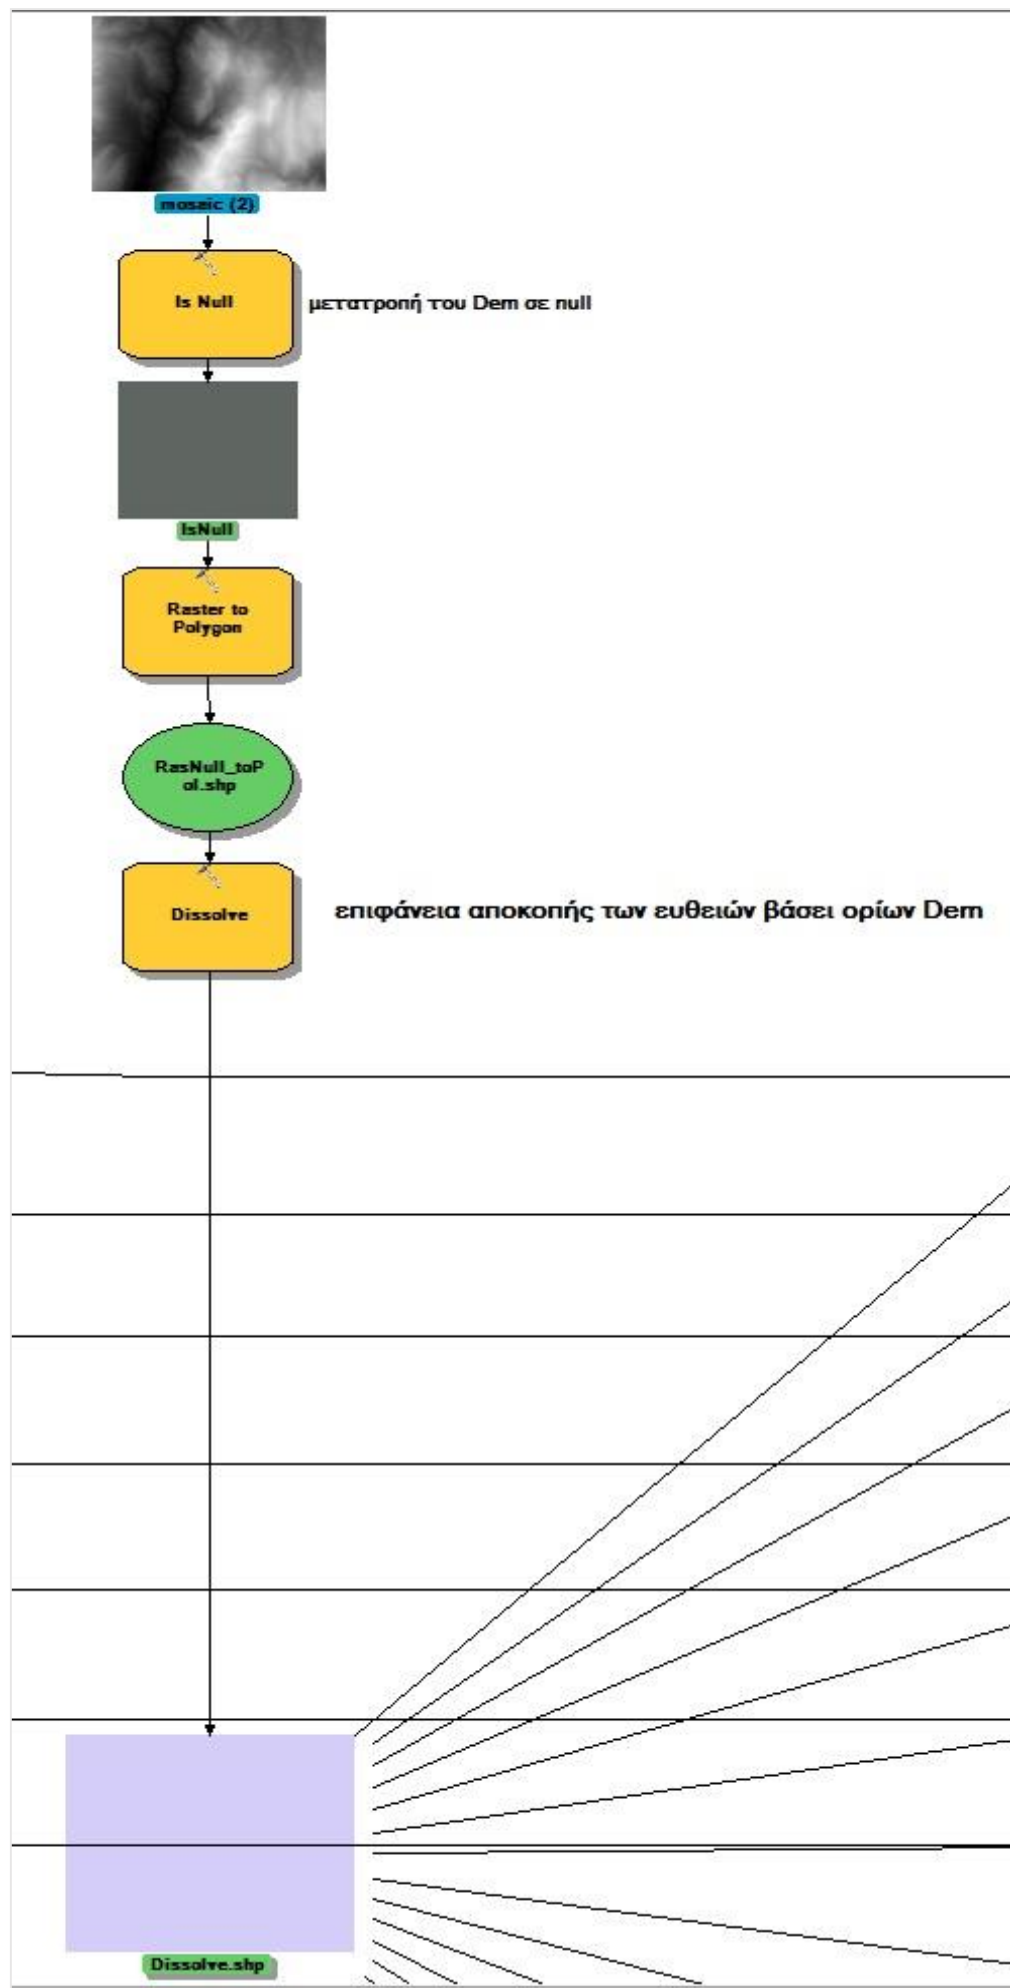 mosaic (2)
Is Null
μετατροπή του Dem σε null
IsNull
Raster to
Polygon
RasNull_toP
ol.shp
Dissolve
επιφάνεια αποκοπής των ευθειών βάσει ορίων Dem
Dissolve.shp